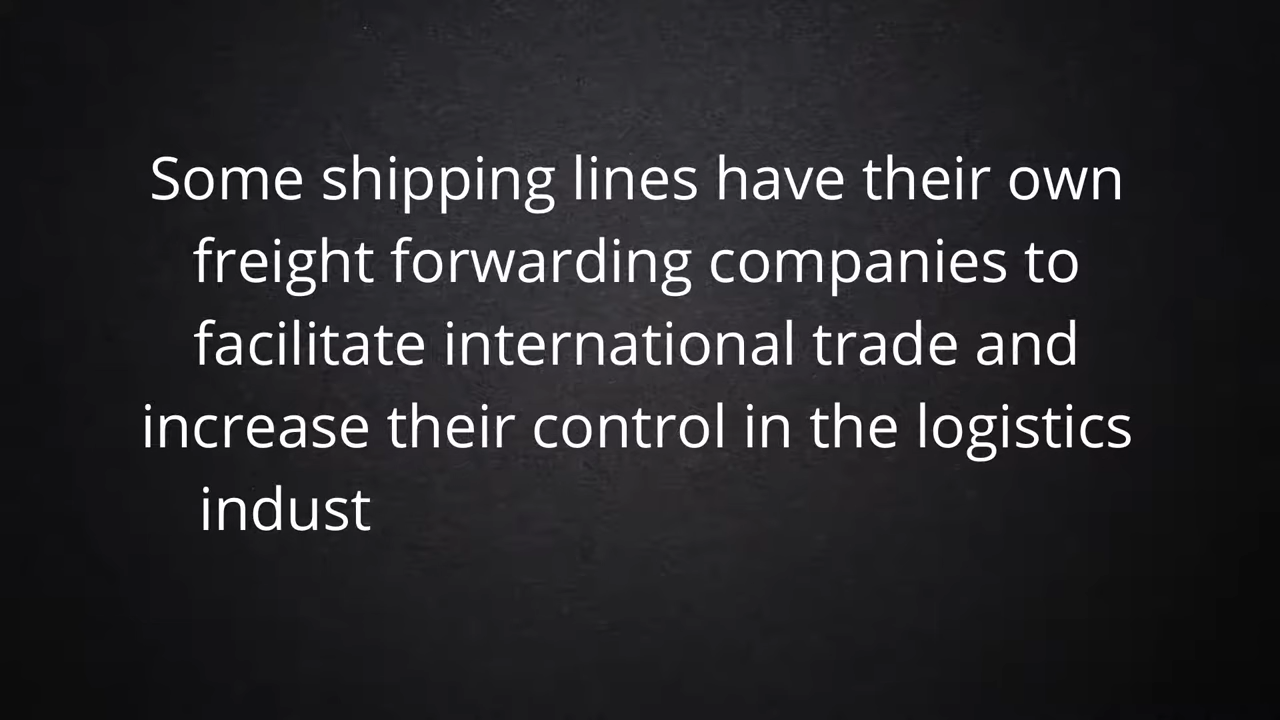 Some shipping lines have their own
freight forwarding companies to
facilitate international trade and
increase their control in the logistics
indust